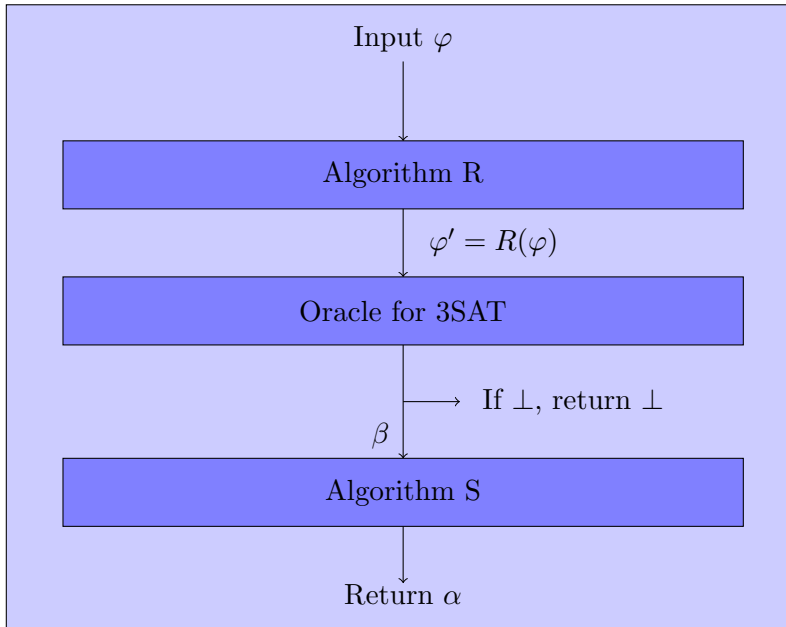 Input φ
Algorithm R
φ′ = R(φ)
Oracle for 3SAT
If ⊥, return ⊥
β
Algorithm S
Return α